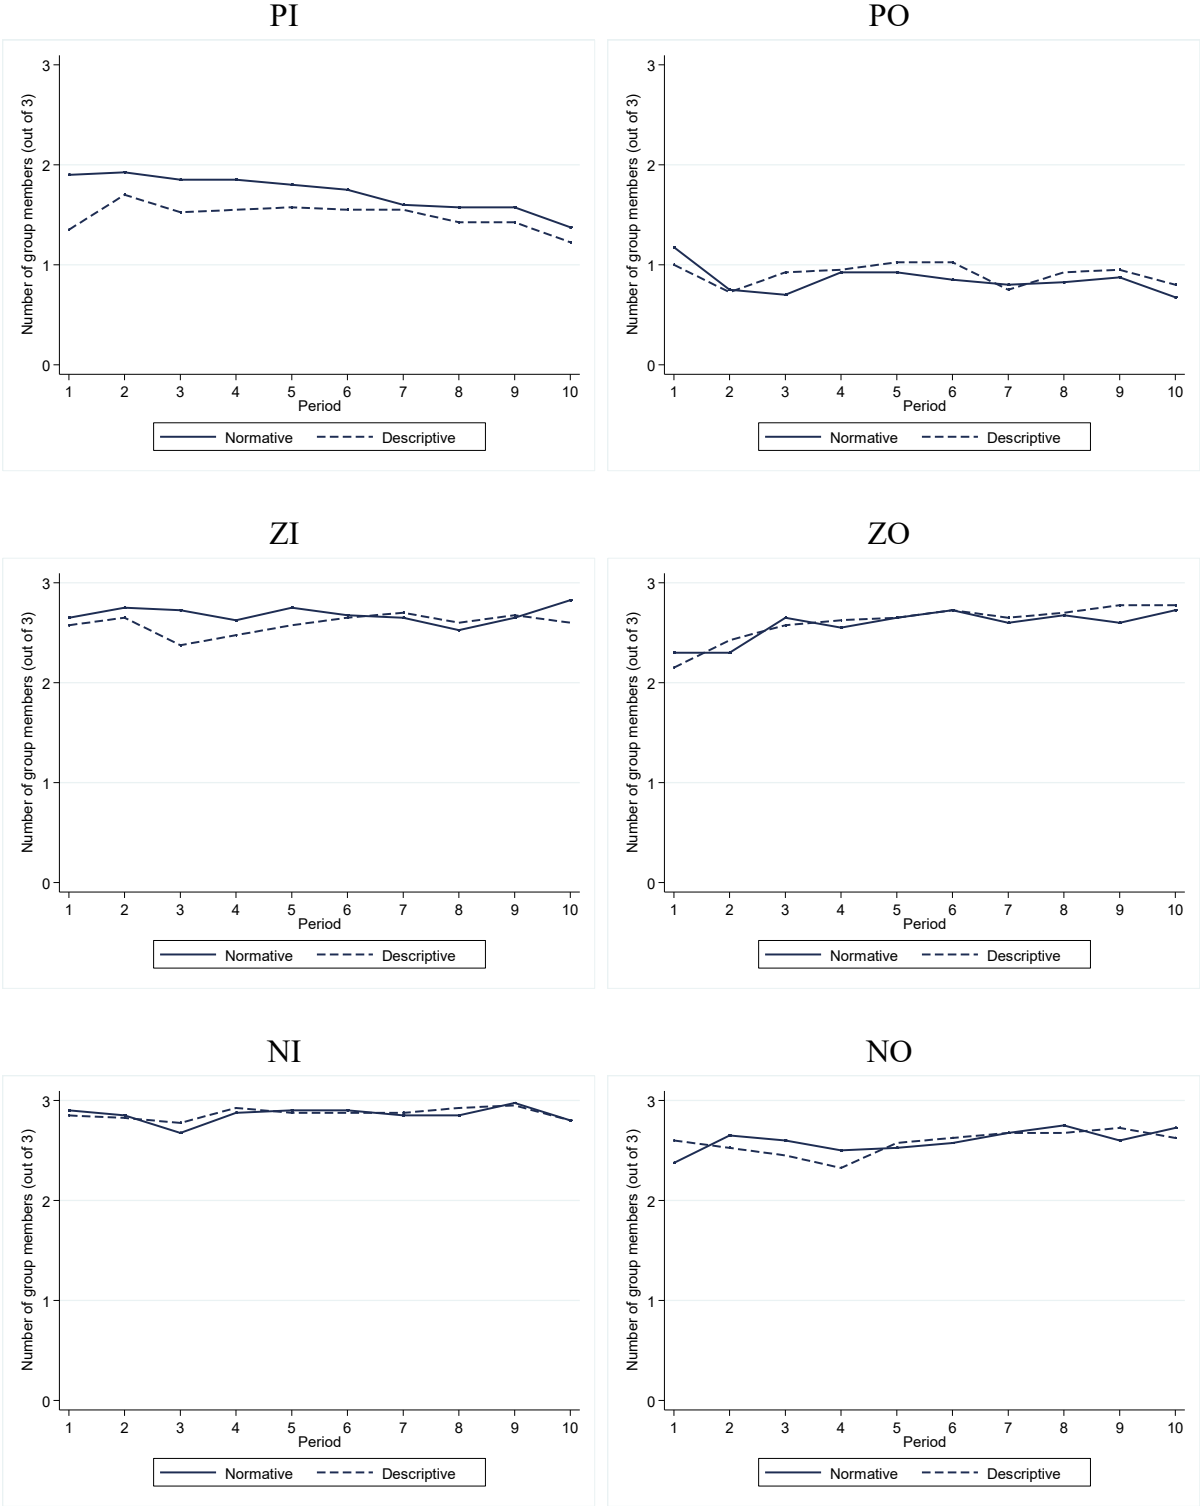 PI
Number of group members (out of 3)
3
2
1
0
1 2 3 4 5 6 7 8 9 10
Period
Normative Descriptive
PO
Number of group members (out of 3)
3
2
1
0
1 2 3 4 5 6 7 8 9 10
Period
Normative Descriptive
ZI
Number of group members (out of 3)
3
2
1
0
1 2 3 4 5 6 7 8 9 10
Period
Normative Descriptive
ZO
Number of group members (out of 3)
3
2
1
0
1 2 3 4 5 6 7 8 9 10
Period
Normative Descriptive
NI
Number of group members (out of 3)
3
2
1
0
1 2 3 4 5 6 7 8 9 10
Period
Normative Descriptive
NO
Number of group members (out of 3)
3
2
1
0
1 2 3 4 5 6 7 8 9 10
Period
Normative Descriptive